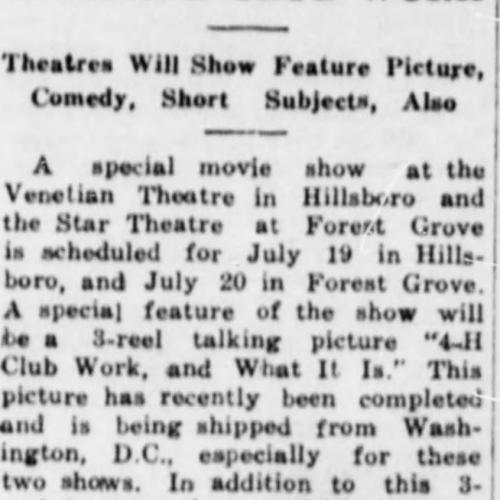 Theatres Will Show Feature Picture,
Comedy, Short Subjects, Also
A special movie show at the
Venetian Theatre in Hillsboro and
the Star Theatre at Forest Grove
is scheduled for July 19 in Hills-
boro, and July 20 in Forest Grove.
A special feature of the show will
be a 3-reel talking picture "4-H
Club Work, and What It Is." This
picture has recently been completed
and is being shipped from Wash-
ington, D.C., especially for these
two shows. In addition to this 3-